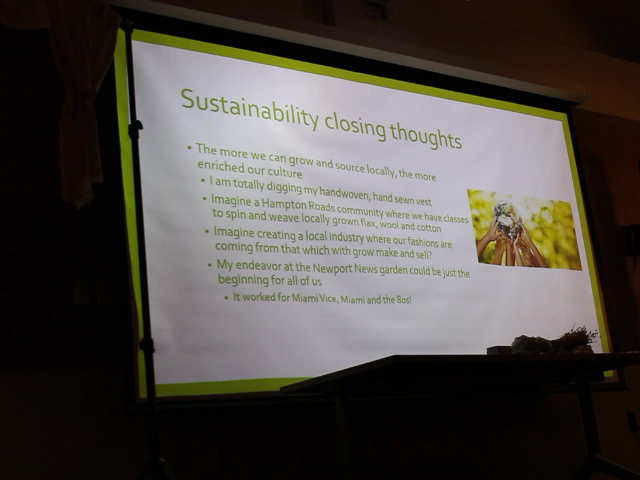 Sustainability closing thoughts
• The more we can grow and source locally, the more
enriched our culture
• I am totally digging my handwoven, hand sewn vest
• Imagine a Hampton Roads community where we have classes
to spin and weave locally grown flax, wool and cotton
• Imagine creating a local industry where our fashions are
coming from that which with grow make and sell?
• My endeavor at the Newport News garden could be just the
beginning for all of us
• It worked for Miami Vice, Miami and the 80s!